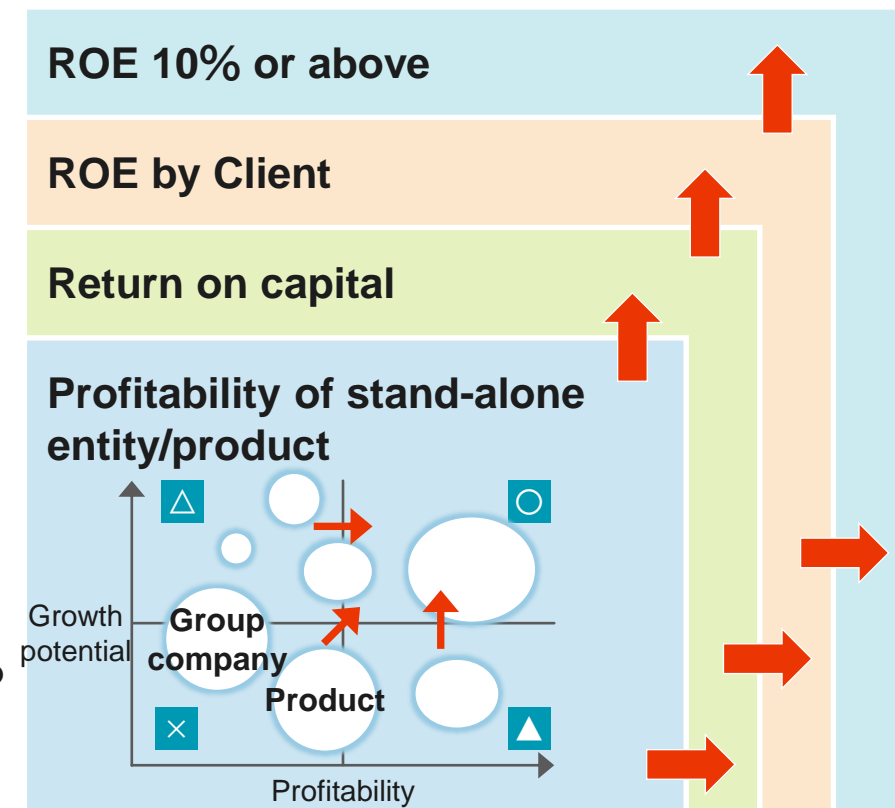 ROE 10% or above
ROE by Client
Return on capital
Profitability of stand-alone
entity/product
△
○
Growth
potential
Group
company
Product
×
▲
Profitability